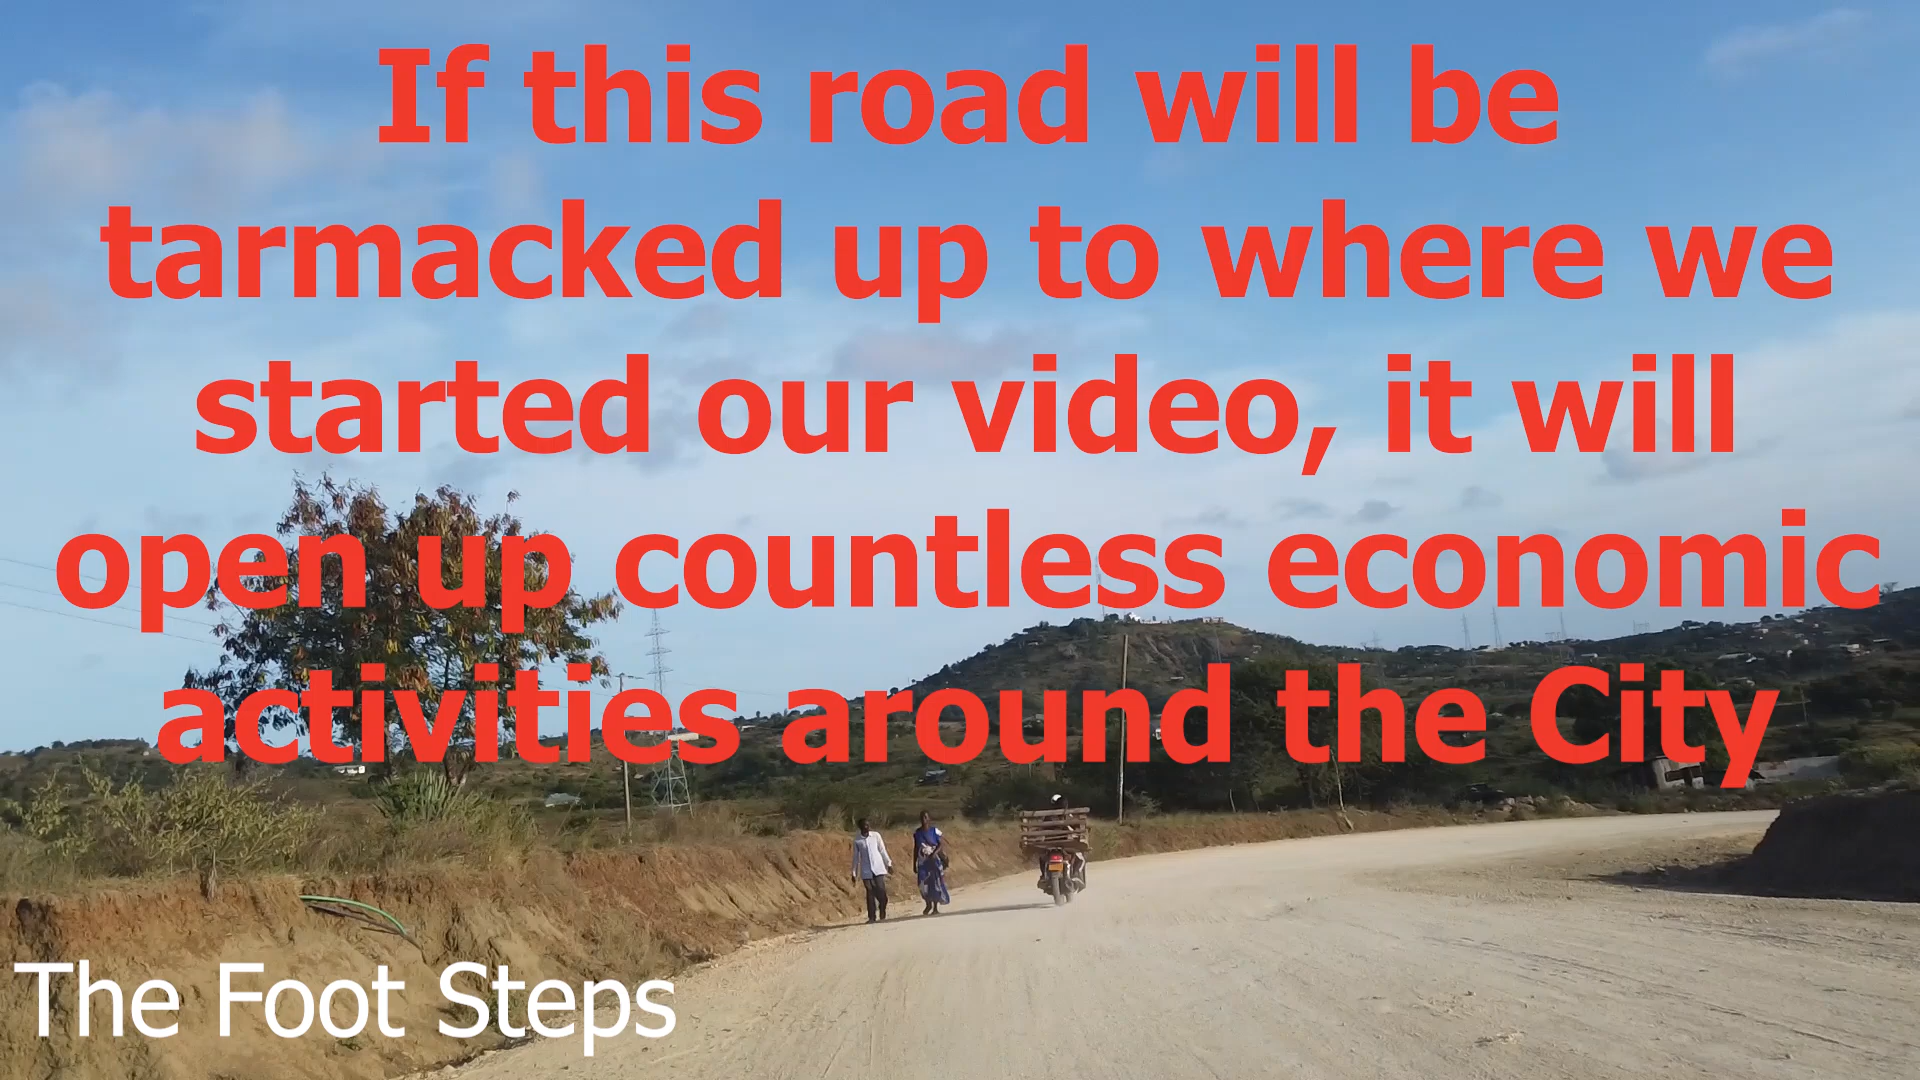 If this road will be
tarmacked up to where we
started our video, it will
open up countless economic
activities around the City
The Foot Steps